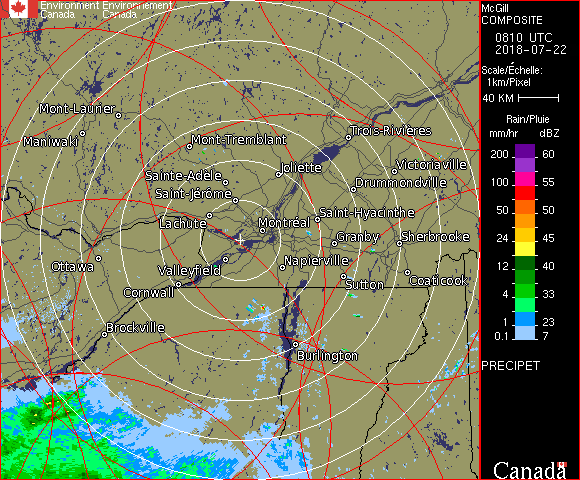 Environment Environnement
Canada Canada
McGill
COMPOSITE
0810 UTC
2018-07-22
Scale/Échelle:
1km/Pixel
40 KM
Rain/Pluie
mm/hr dBZ
200 60
55
100 55
50 50
24 45
12 40
4 33
1 23
0.1 7
PRECIPET
Canada
Mont-Laurier
Maniwaki
Mont-Tremblant
Trois-Rivières
Joliette
Victoriaville
Sainte-Adèle
Drummondville
Saint-Jérôme
Saint-Hyacinthe
Lachute
Montréal
Granby
Sherbrooke
Ottawa
Valleyfield
Napierville
Cornwall
Sutton
Coaticook
Brockville
Burlington